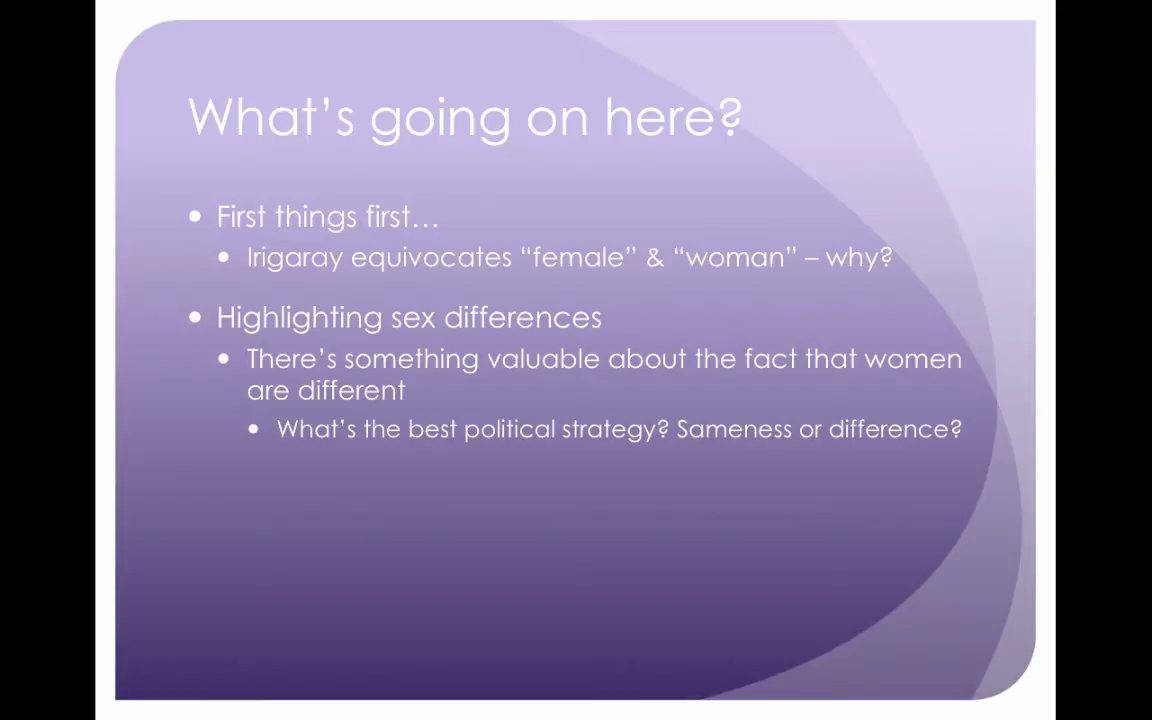 What’s going on here?
• First things first…
• Irigaray equivocates “female” & “woman” – why?
• Highlighting sex differences
• There’s something valuable about the fact that women
are different
• What’s the best political strategy? Sameness or difference?